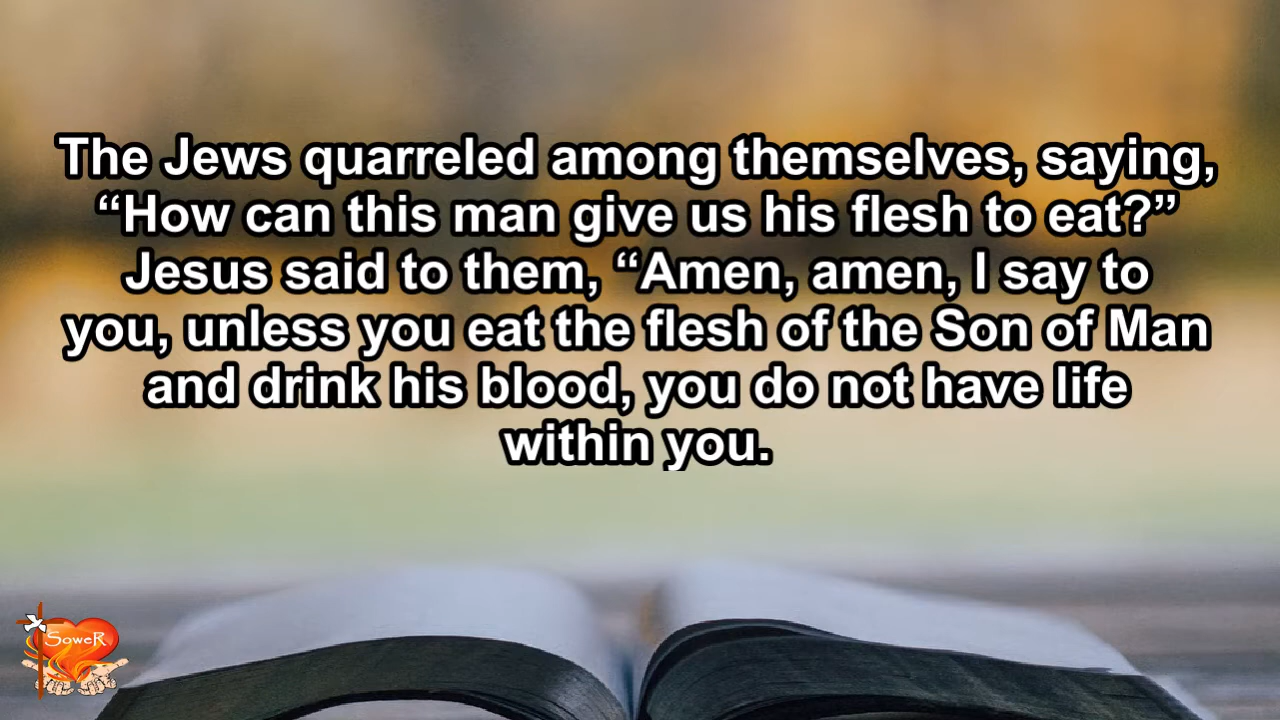 The Jews quarreled among themselves, saying,
“How can this man give us his flesh to eat?”
Jesus said to them, “Amen, amen, I say to
you, unless you eat the flesh of the Son of Man
and drink his blood, you do not have life
within you.
SoweR